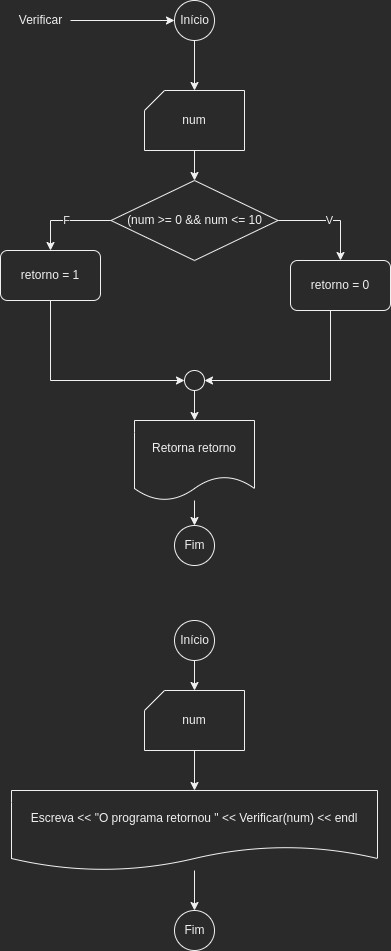 Verificar
Início
num
(num >= 0 && num <= 10
F
V
retorno = 1
retorno = 0
Retorna retorno
Fim
Início
num
Escreva << "O programa retornou " << Verificar(num) << endl
Fim